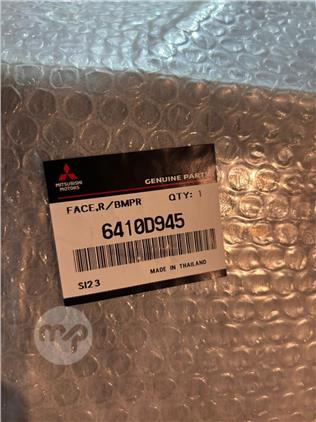 MITSUBISHI
MOTORS
GENUINE PARTS
FACE,R/BMPR
QTY: 1
6410D945
MADE IN THAILAND
SI23
mp